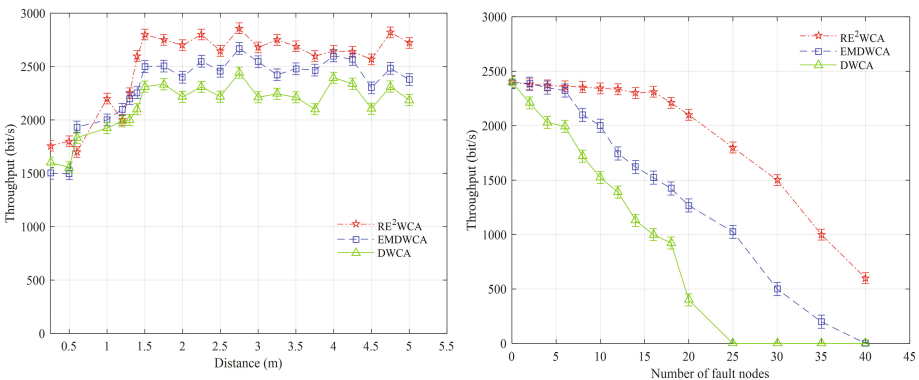 3000
2500
2000
1500
1000
500
0
Throughput (bit/s)
0.5 1 1.5 2 2.5 3 3.5 4 4.5 5 5.5
Distance (m)
RE²WCA
EMDWCA
DWCA
3000
2500
2000
1500
1000
500
0
Throughput (bit/s)
0 5 10 15 20 25 30 35 40 45
Number of fault nodes
RE²WCA
EMDWCA
DWCA